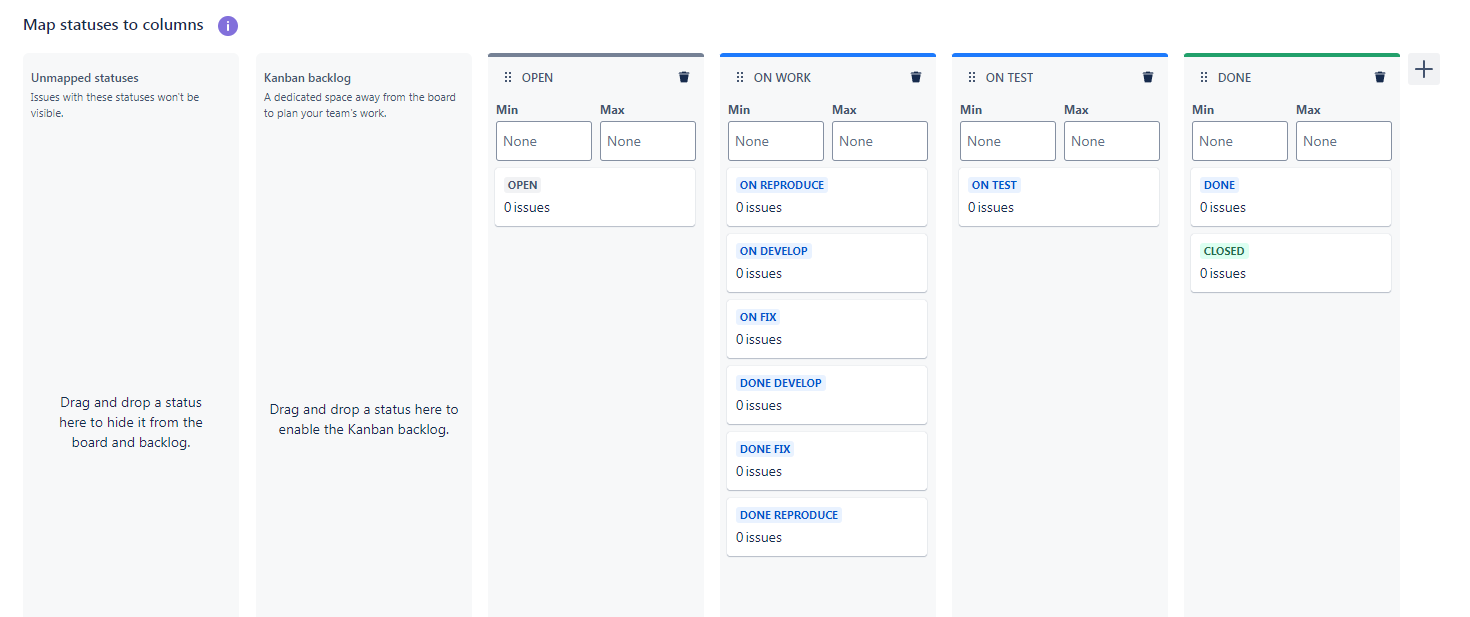 Map statuses to columns i
Unmapped statuses
Issues with these statuses won't be
visible.
Drag and drop a status
here to hide it from the
board and backlog.
Kanban backlog
A dedicated space away from the board
to plan your team's work.
Drag and drop a status here to
enable the Kanban backlog.
OPEN
Min Max
None None
OPEN
0 issues
ON WORK
Min Max
None None
ON REPRODUCE
0 issues
ON DEVELOP
0 issues
ON FIX
0 issues
DONE DEVELOP
0 issues
DONE FIX
0 issues
DONE REPRODUCE
0 issues
ON TEST
Min Max
None None
ON TEST
0 issues
DONE
Min Max
None None
DONE
0 issues
CLOSED
0 issues